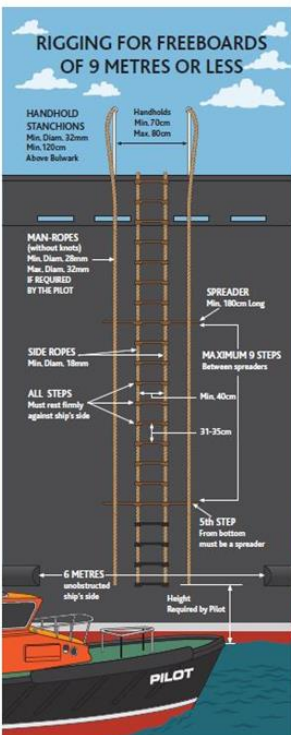 RIGGING FOR FREEBOARDS
OF 9 METRES OR LESS
HANDHOLD
STANCHIONS
Min. Diam. 32mm
Min. 120cm
Above Bulwark
Handholds
Min. 70cm
Max. 80cm
MAN-ROPES
(without knots)
Min. Diam. 28mm
Max. Diam. 32mm
IF REQUIRED
BY THE PILOT
SPREADER
Min. 180cm Long
SIDE ROPES
Min. Diam. 18mm
MAXIMUM 9 STEPS
Between spreaders
ALL STEPS
Must rest firmly
against ship's side
Min. 40cm
31-35cm
5th STEP
From bottom
must be a spreader
6 METRES
unobstructed
ship's side
Height
Required by Pilot
PILOT